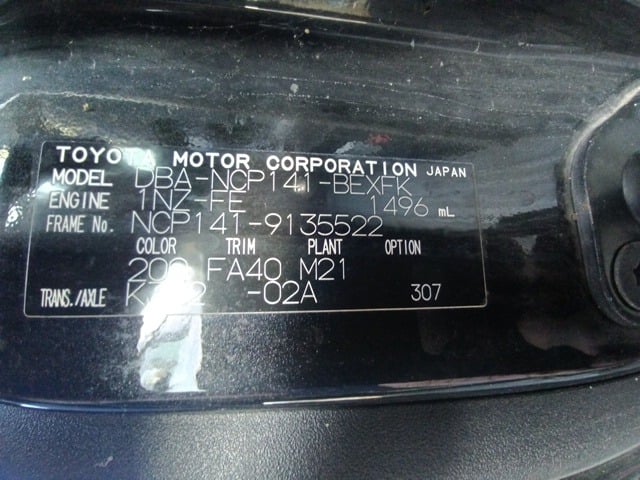 TOYOTA MOTOR CORPORATION JAPAN
MODEL DBA-NCP141-BEXFK
ENGINE 1NZ-FE 1496 mL
FRAME No. NCP141-9135522
COLOR TRIM PLANT OPTION
FA40 M21
TRANS./AXLE -02A 307